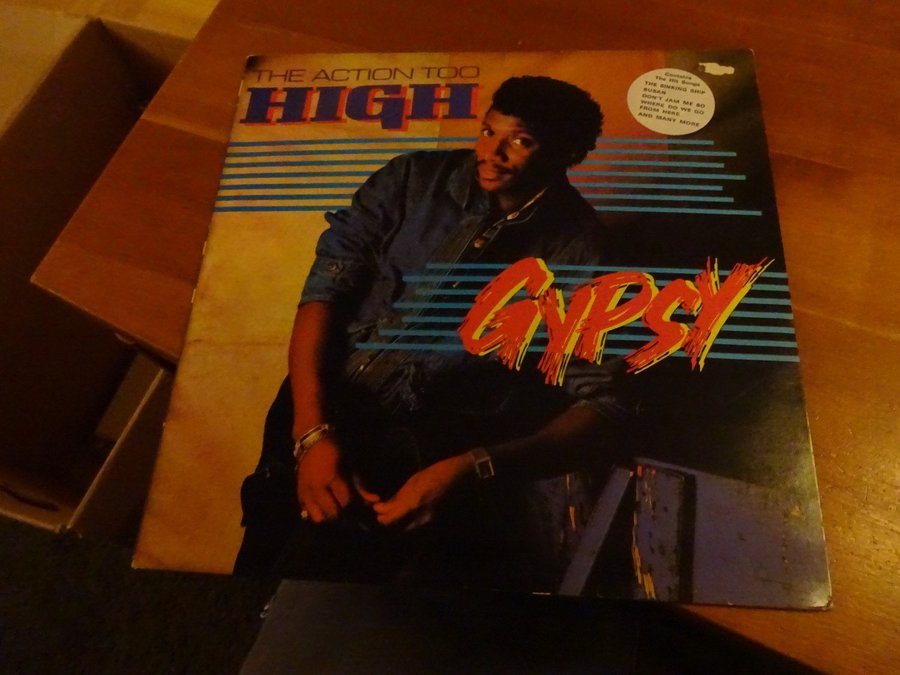 THE ACTION TOO
HIGH
Contains
The Hit Songs
THE SINKING SHIP
SUSAN
DON'T JAM ME SO
WHERE DO WE GO
FROM HERE
AND MANY MORE
GYPSY